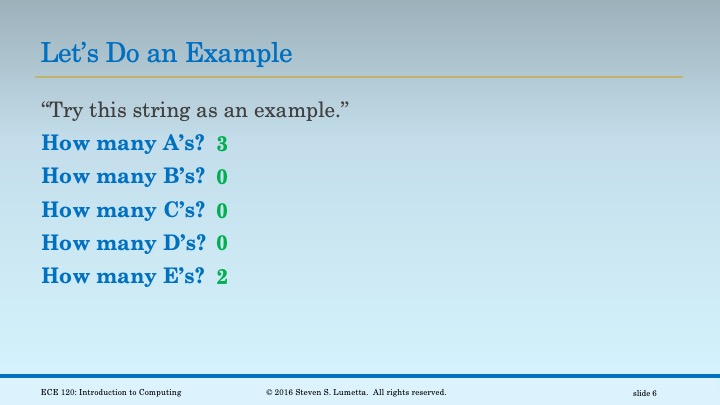 Let’s Do an Example
“Try this string as an example.”
How many A’s? 3
How many B’s? 0
How many C’s? 0
How many D’s? 0
How many E’s? 2
ECE 120: Introduction to Computing © 2016 Steven S. Lumetta. All rights reserved. slide 6